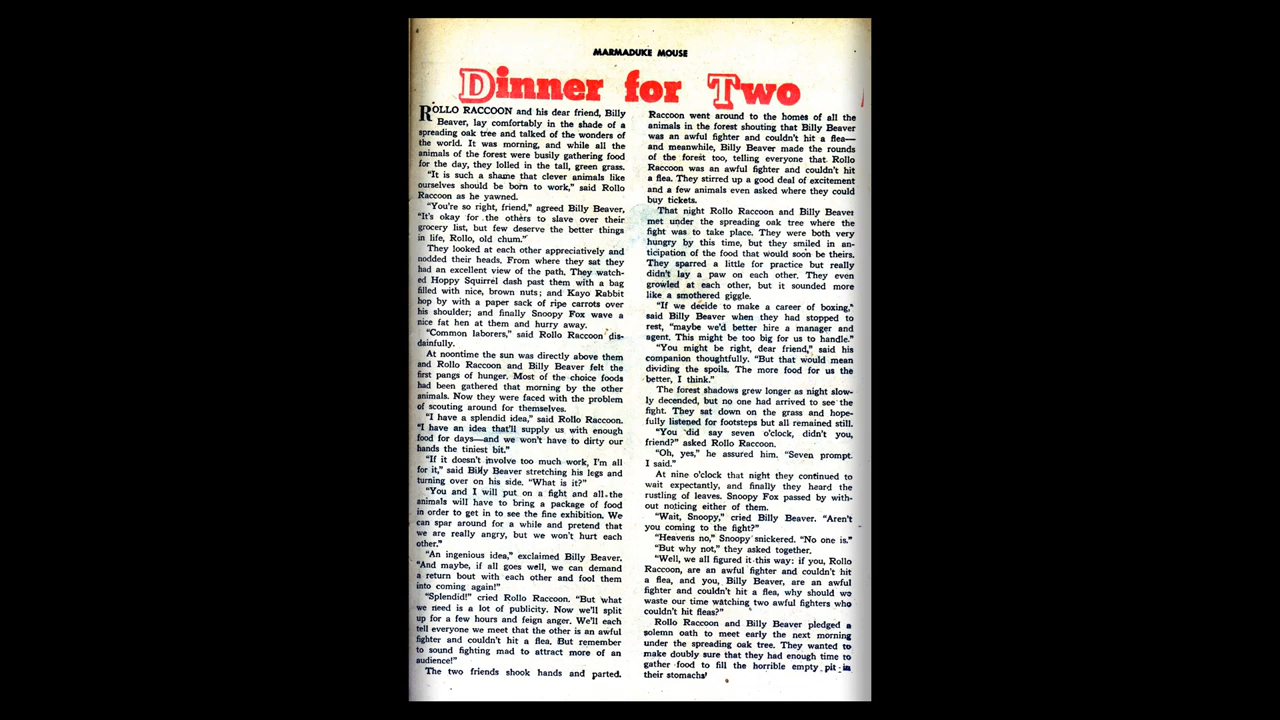 MARMADUKE MOUSE
Dinner for Two
ROLLO RACCOON and his dear friend, Billy
Beaver, lay comfortably in the shade of a
spreading oak tree and talked of the wonders of
the world. It was morning, and while all the
animals of the forest were busily gathering food
for the day, they lolled in the tall, green grass.
"It is such a shame that clever animals like
ourselves should be born to work," said Rollo
Raccoon as he yawned.
"You're so right, friend," agreed Billy Beaver,
"It's okay for the others to slave over their
grocery list, but few deserve the better things
in life, Rollo, old chum."
They looked at each other appreciatively and
nodded their heads. From where they sat they
had an excellent view of the path. They watch-
ed Hoppy Squirrel dash past them with a bag
filled with nice, brown nuts; and Kayo Rabbit
hop by with a paper sack of ripe carrots over
his shoulder; and finally Snoopy Fox wave a
nice fat hen at them and hurry away.
"Common laborers," said Rollo Raccoon dis-
dainfully.
At noontime the sun was directly above them
and Rollo Raccoon and Billy Beaver felt the
first pangs of hunger. Most of the choice foods
had been gathered that morning by the other
animals. Now they were faced with the problem
of scouting around for themselves.
"I have a splendid idea," said Rollo Raccoon.
"I have an idea that'll supply us with enough
food for days—and we won't have to dirty our
hands the tiniest bit."
"If it doesn't involve too much work, I'm all
for it," said Billy Beaver stretching his legs and
turning over on his side. "What is it?"
"You and I will put on a fight and all the
animals will have to bring a package of food
in order to get in to see the fine exhibition. We
can spar around for a while and pretend that
we are really angry, but we won't hurt each
other."
"An ingenious idea," exclaimed Billy Beaver.
"And maybe, if all goes well, we can demand
a return bout with each other and fool them
into coming again!"
"Splendid!" cried Rollo Raccoon. "But what
we need is a lot of publicity. Now we'll split
up for a few hours and feign anger. We'll each
tell everyone we meet that the other is an awful
fighter and couldn't hit a flea. But remember
to sound fighting mad to attract more of an
audience!"
The two friends shook hands and parted.
Raccoon went around to the homes of all the
animals in the forest shouting that Billy Beaver
was an awful fighter and couldn't hit a flea—
and meanwhile, Billy Beaver made the rounds
of the forest too, telling everyone that Rollo
Raccoon was an awful fighter and couldn't hit
a flea. They stirred up a good deal of excitement
and a few animals even asked where they could
buy tickets.
That night Rollo Raccoon and Billy Beaver
met under the spreading oak tree where the
fight was to take place. They were both very
hungry by this time, but they smiled in an-
ticipation of the food that would soon be theirs.
They sparred a little for practice but really
didn't lay a paw on each other. They even
growled at each other, but it sounded more
like a smothered giggle.
"If we decide to make a career of boxing,"
said Billy Beaver when they had stopped to
rest, "maybe we'd better hire a manager and
agent. This might be too big for us to handle."
"You might be right, dear friend," said his
companion thoughtfully. "But that would mean
dividing the spoils. The more food for us the
better, I think."
The forest shadows grew longer as night slow-
ly decended, but no one had arrived to see the
fight. They sat down on the grass and hope-
fully listened for footsteps but all remained still.
"You did say seven o'clock, didn't you,
friend?" asked Rollo Raccoon.
"Oh, yes," he assured him. "Seven prompt.
I said."
At nine o'clock that night they continued to
wait expectantly, and finally they heard the
rustling of leaves. Snoopy Fox passed by with-
out noticing either of them.
"Wait, Snoopy," cried Billy Beaver. "Aren't
you coming to the fight?"
"Heavens no," Snoopy snickered. "No one is."
"But why not," they asked together.
"Well, we all figured it this way: if you, Rollo
Raccoon, are an awful fighter and couldn't hit
a flea, and you, Billy Beaver, are an awful
fighter and couldn't hit a flea, why should we
waste our time watching two awful fighters who
couldn't hit fleas?"
Rollo Raccoon and Billy Beaver pledged a
solemn oath to meet early the next morning
under the spreading oak tree. They wanted to
make doubly sure that they had enough time to
gather food to fill the horrible empty pit in
their stomachs'